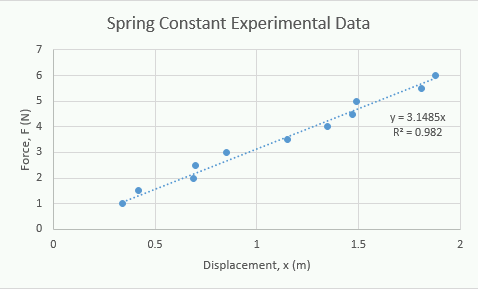 Spring Constant Experimental Data
Force, F (N)
7
6
5
4
3
2
1
0
y = 3.1485x
R² = 0.982
0 0.5 1 1.5 2
Displacement, x (m)